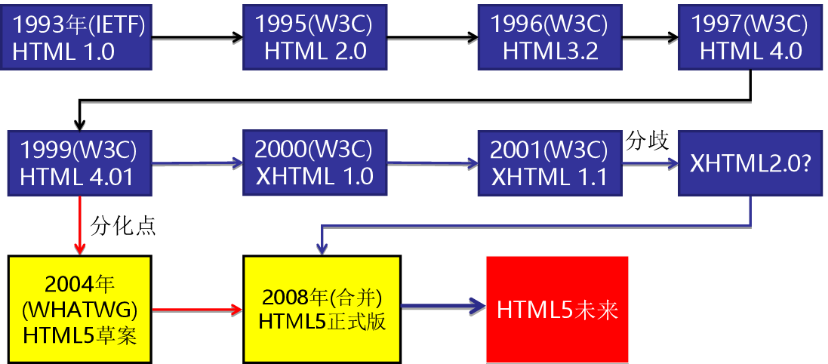 1993年(IETF)
HTML 1.0
1995(W3C)
HTML 2.0
1996(W3C)
HTML3.2
1997(W3C)
HTML 4.0
1999(W3C)
HTML 4.01
2000(W3C)
XHTML 1.0
2001(W3C)
XHTML 1.1
分歧
XHTML2.0?
分化点
2004年
(WHATWG)
HTML5草案
2008年(合并)
HTML5正式版
HTML5未来